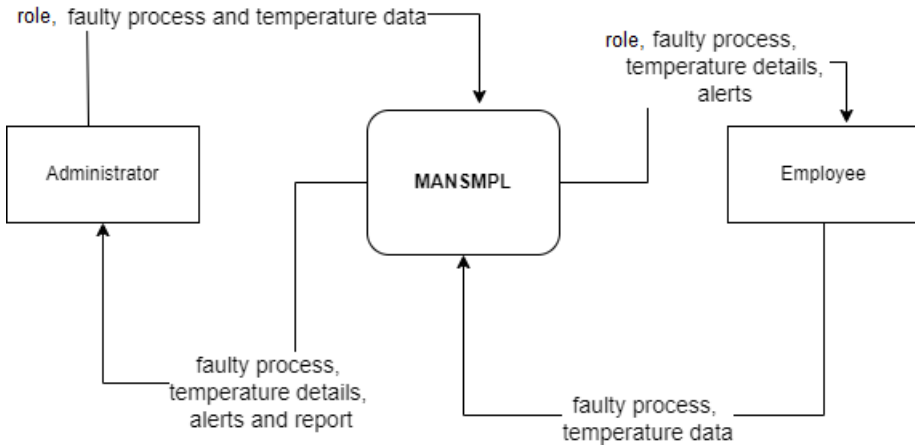 role, faulty process and temperature data
role, faulty process,
temperature details,
alerts
Administrator
MANSMPL
Employee
faulty process,
temperature details,
alerts and report
faulty process,
temperature data